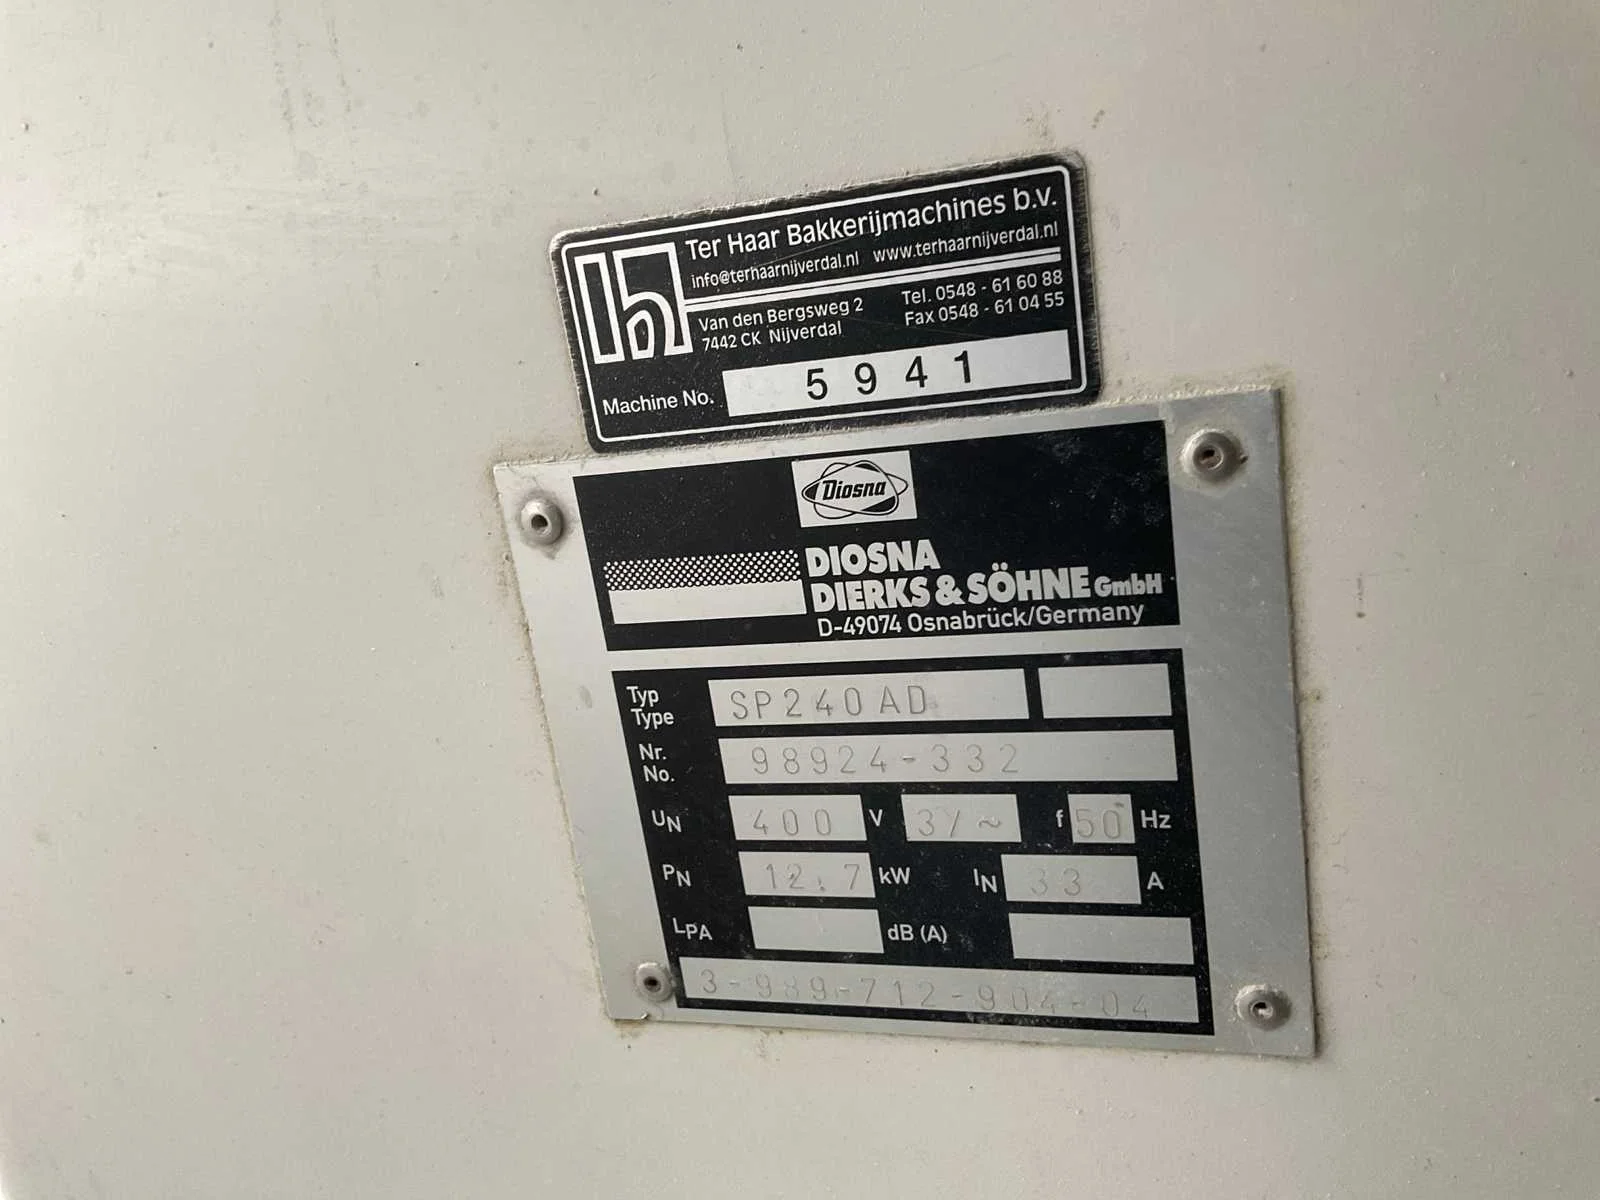 h
Ter Haar Bakkerijmachines b.v.
info@terhaarnijverdal.nl www.terhaarnijverdal.nl
Van den Bergsweg 2 Tel. 0548 - 61 60 88
7442 CK Nijverdal Fax 0548 - 61 04 55
Machine No. 5941
Diosna
DIOSNA
DIERKS & SÖHNE GmbH
D-49074 Osnabrück/Germany
Typ
Type SP240AD
Nr.
No. 98924-332
UN 400 V 3/~ f 50 Hz
PN 12.7 kW IN 33 A
LPA dB (A)
3-989-712-904-04